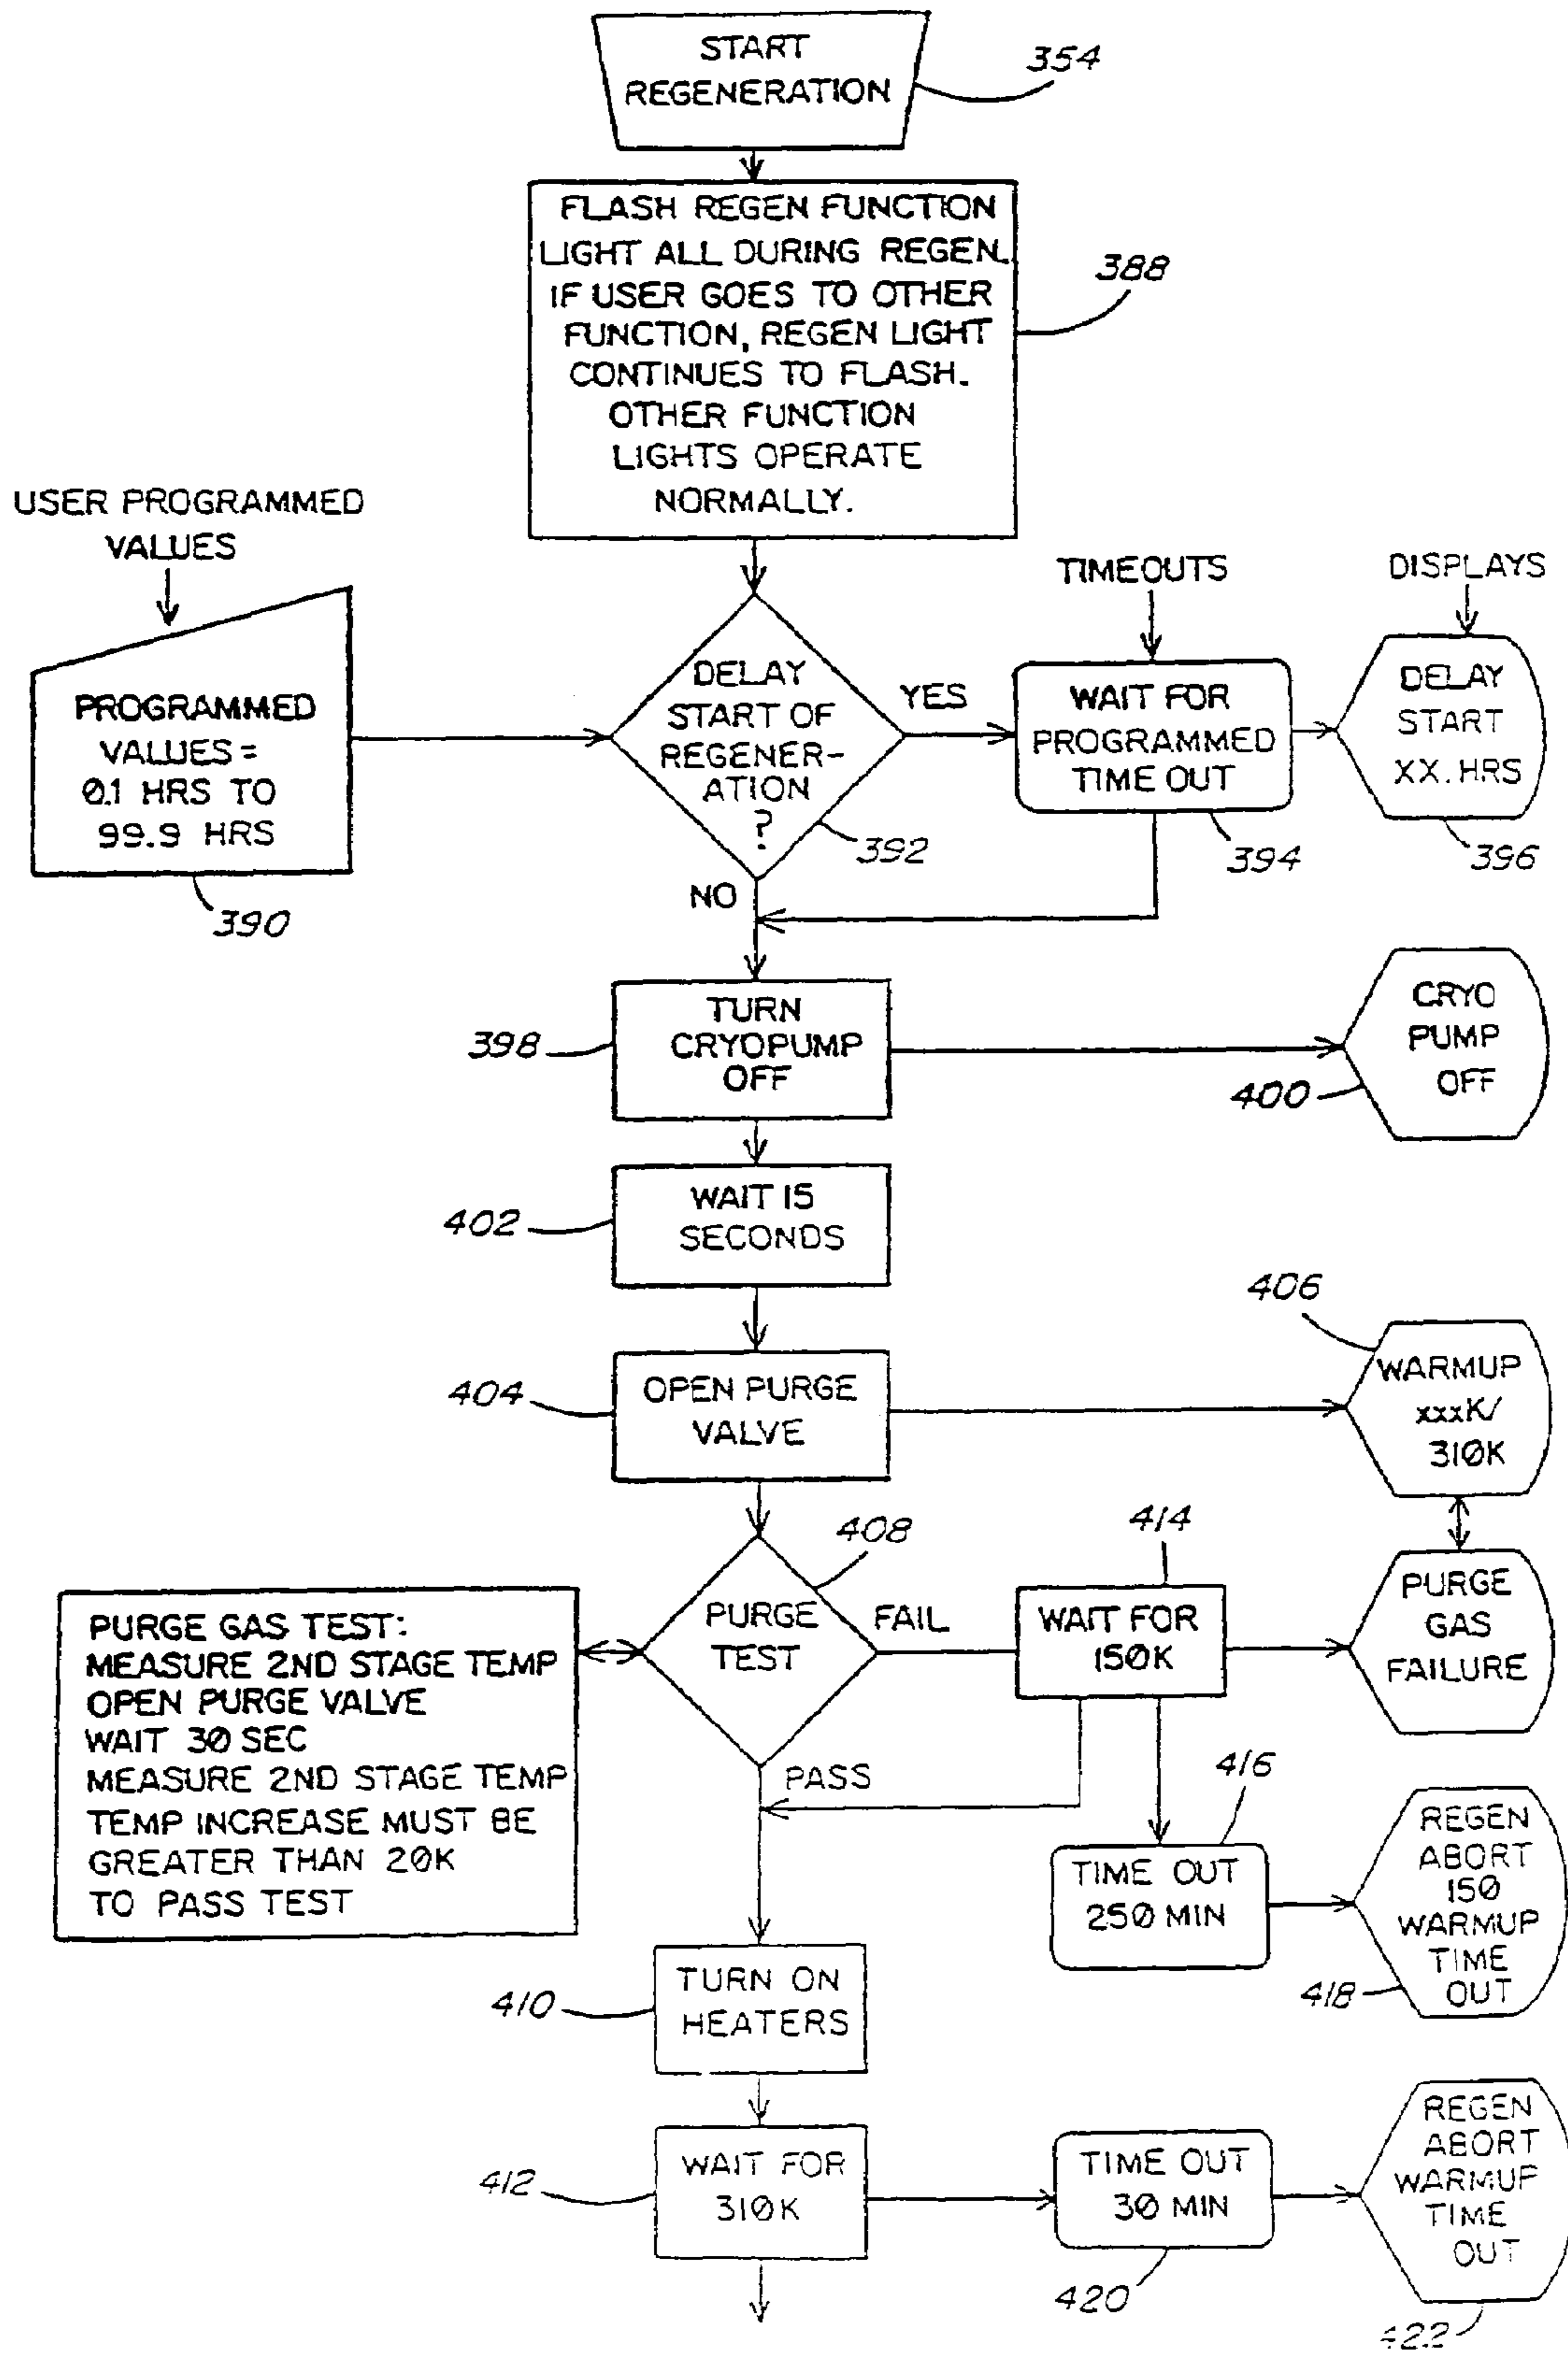 START
REGENERATION
354
FLASH REGEN FUNCTION
LIGHT ALL DURING REGEN.
IF USER GOES TO OTHER
FUNCTION, REGEN LIGHT
CONTINUES TO FLASH.
OTHER FUNCTION
LIGHTS OPERATE
NORMALLY.
388
USER PROGRAMMED
VALUES
PROGRAMMED
VALUES =
0.1 HRS TO
99.9 HRS
390
DELAY
START OF
REGENER-
ATION
?
392
YES
NO
TIMEOUTS
WAIT FOR
PROGRAMMED
TIME OUT
394
DISPLAYS
DELAY
START
XX.HRS
396
TURN
CRYOPUMP
OFF
398
CRYO
PUMP
OFF
400
WAIT 15
SECONDS
402
OPEN PURGE
VALVE
404
406
WARMUP
xxxK/
310K
PURGE GAS TEST:
MEASURE 2ND STAGE TEMP
OPEN PURGE VALVE
WAIT 30 SEC
MEASURE 2ND STAGE TEMP
TEMP INCREASE MUST BE
GREATER THAN 20K
TO PASS TEST
PURGE
TEST
408
FAIL
PASS
414
WAIT FOR
150K
PURGE
GAS
FAILURE
416
TIME OUT
250 MIN
REGEN
ABORT
150
WARMUP
TIME
OUT
418
TURN ON
HEATERS
410
WAIT FOR
310K
412
TIME OUT
30 MIN
420
REGEN
ABORT
WARMUP
TIME
OUT
422